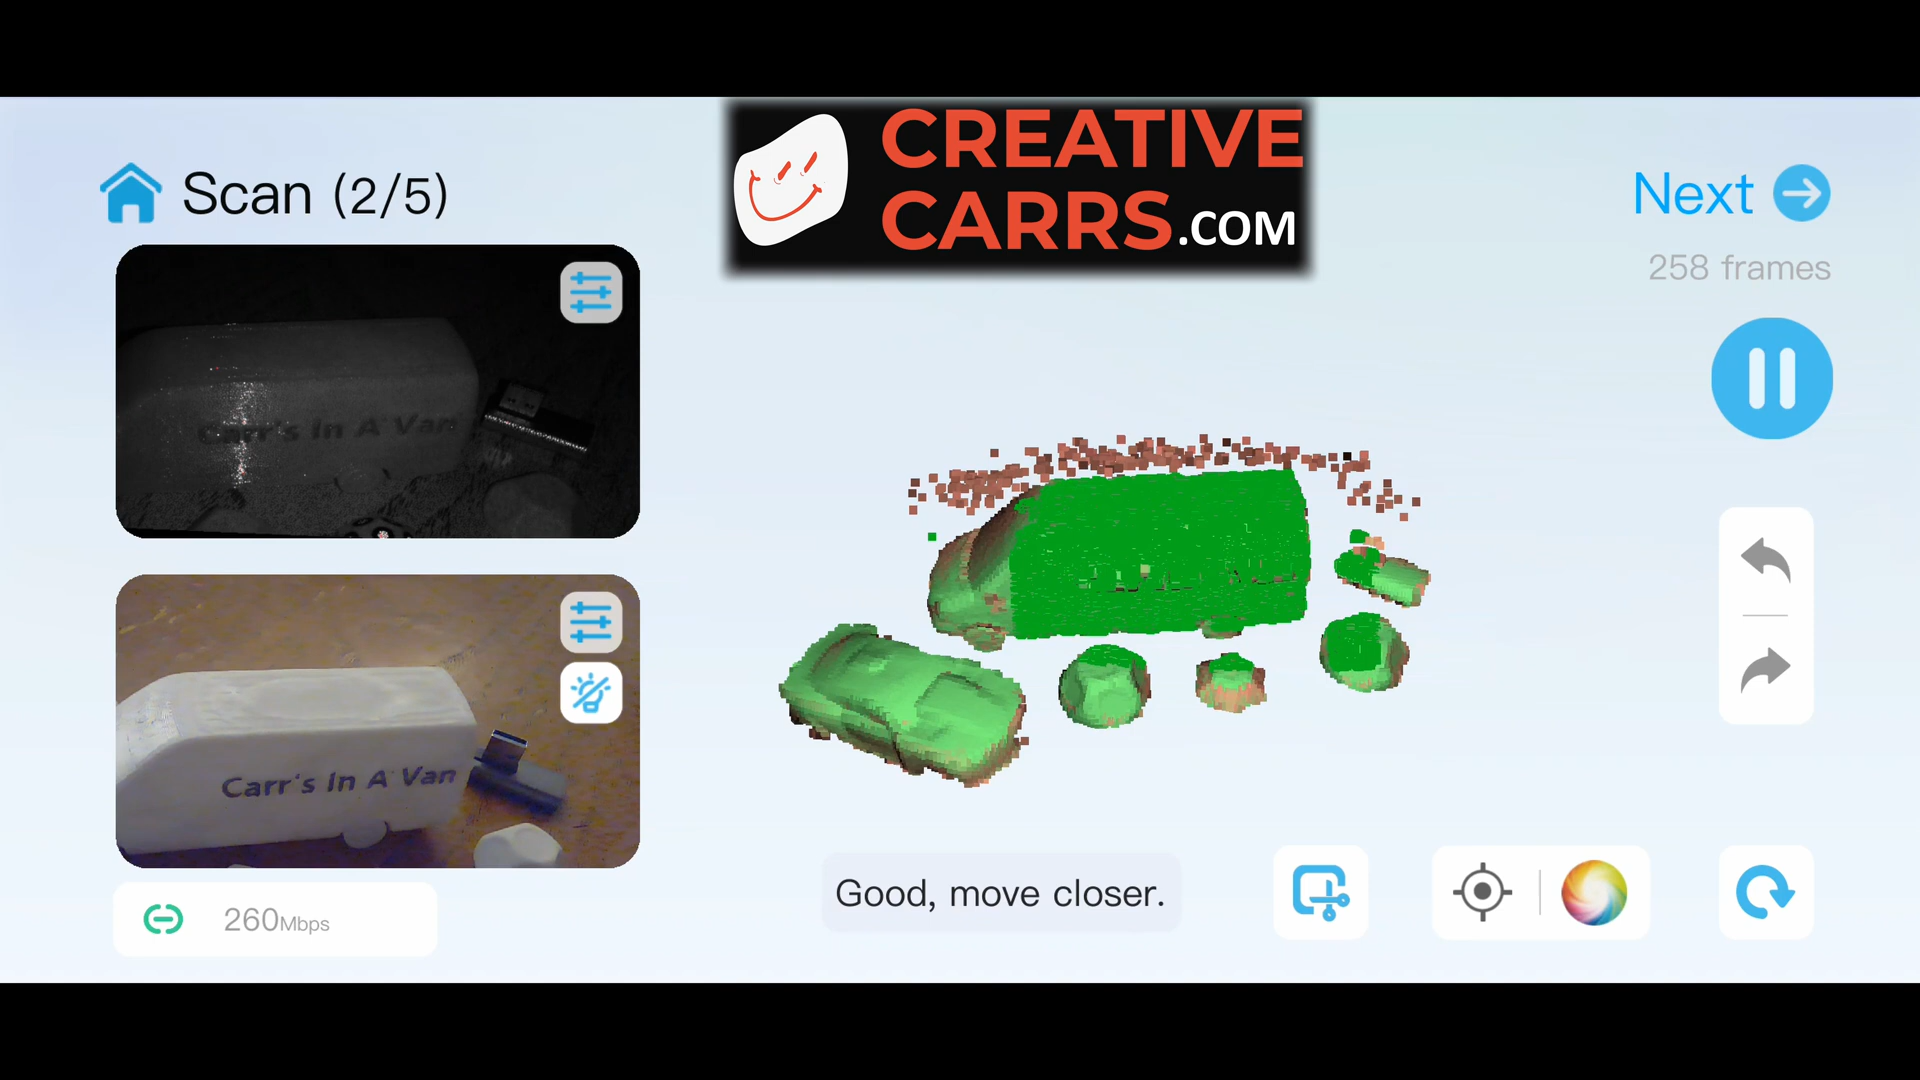 CREATIVE
CARRS.COM
Scan (2/5)
Next
258 frames
Carr's In A Van
Carr's In A Van
260Mbps
Good, move closer.